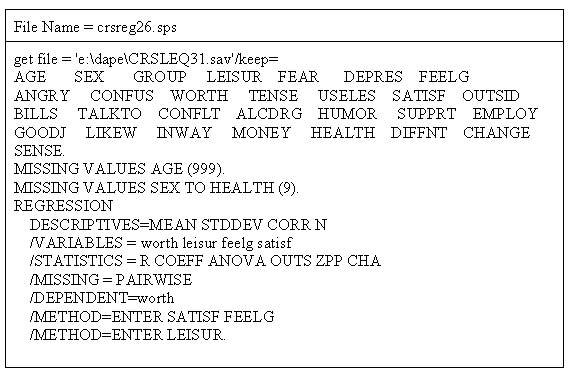 File Name = crsreg26.sps
get file = 'e:\dape\CRSLEQ31.sav'/keep=
AGE SEX GROUP LEISUR FEAR DEPRES FEELG
ANGRY CONFUS WORTH TENSE USELES SATISF OUTSID
BILLS TALKTO CONFLT ALCDRG HUMOR SUPPRT EMPLOY
GOODJ LIKEW INWAY MONEY HEALTH DIFFNT CHANGE
SENSE.
MISSING VALUES AGE (999).
MISSING VALUES SEX TO HEALTH (9).
REGRESSION
DESCRIPTIVES=MEAN STDDEV CORR N
/VARIABLES = worth leisur feelg satisf
/STATISTICS = R COEFF ANOVA OUTS ZPP CHA
/MISSING = PAIRWISE
/DEPENDENT=worth
/METHOD=ENTER SATISF FEELG
/METHOD=ENTER LEISUR.